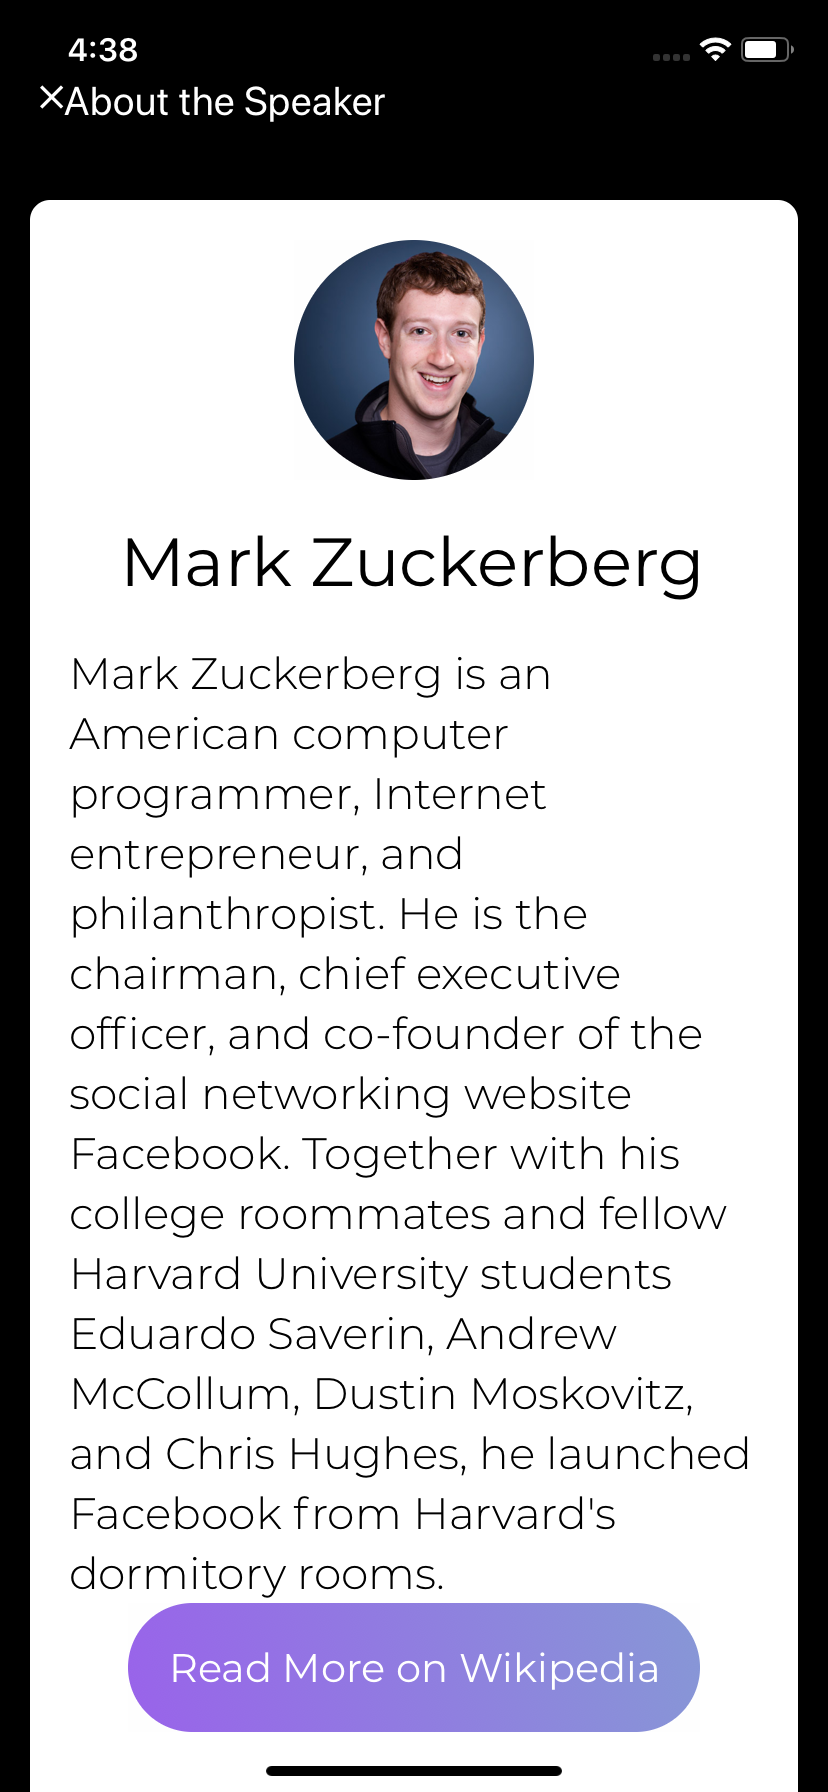 4:38
×About the Speaker
Mark Zuckerberg
Mark Zuckerberg is an
American computer
programmer, Internet
entrepreneur, and
philanthropist. He is the
chairman, chief executive
officer, and co-founder of the
social networking website
Facebook. Together with his
college roommates and fellow
Harvard University students
Eduardo Saverin, Andrew
McCollum, Dustin Moskovitz,
and Chris Hughes, he launched
Facebook from Harvard's
dormitory rooms.
Read More on Wikipedia